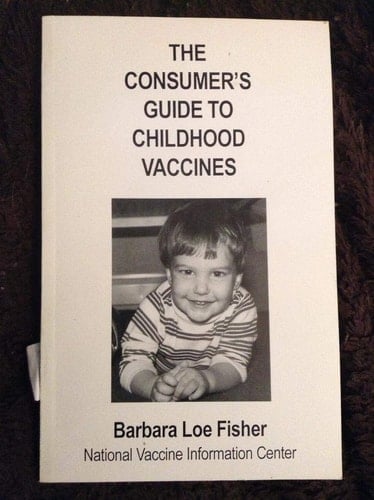 THE
CONSUMER'S
GUIDE TO
CHILDHOOD
VACCINES
Barbara Loe Fisher
National Vaccine Information Center